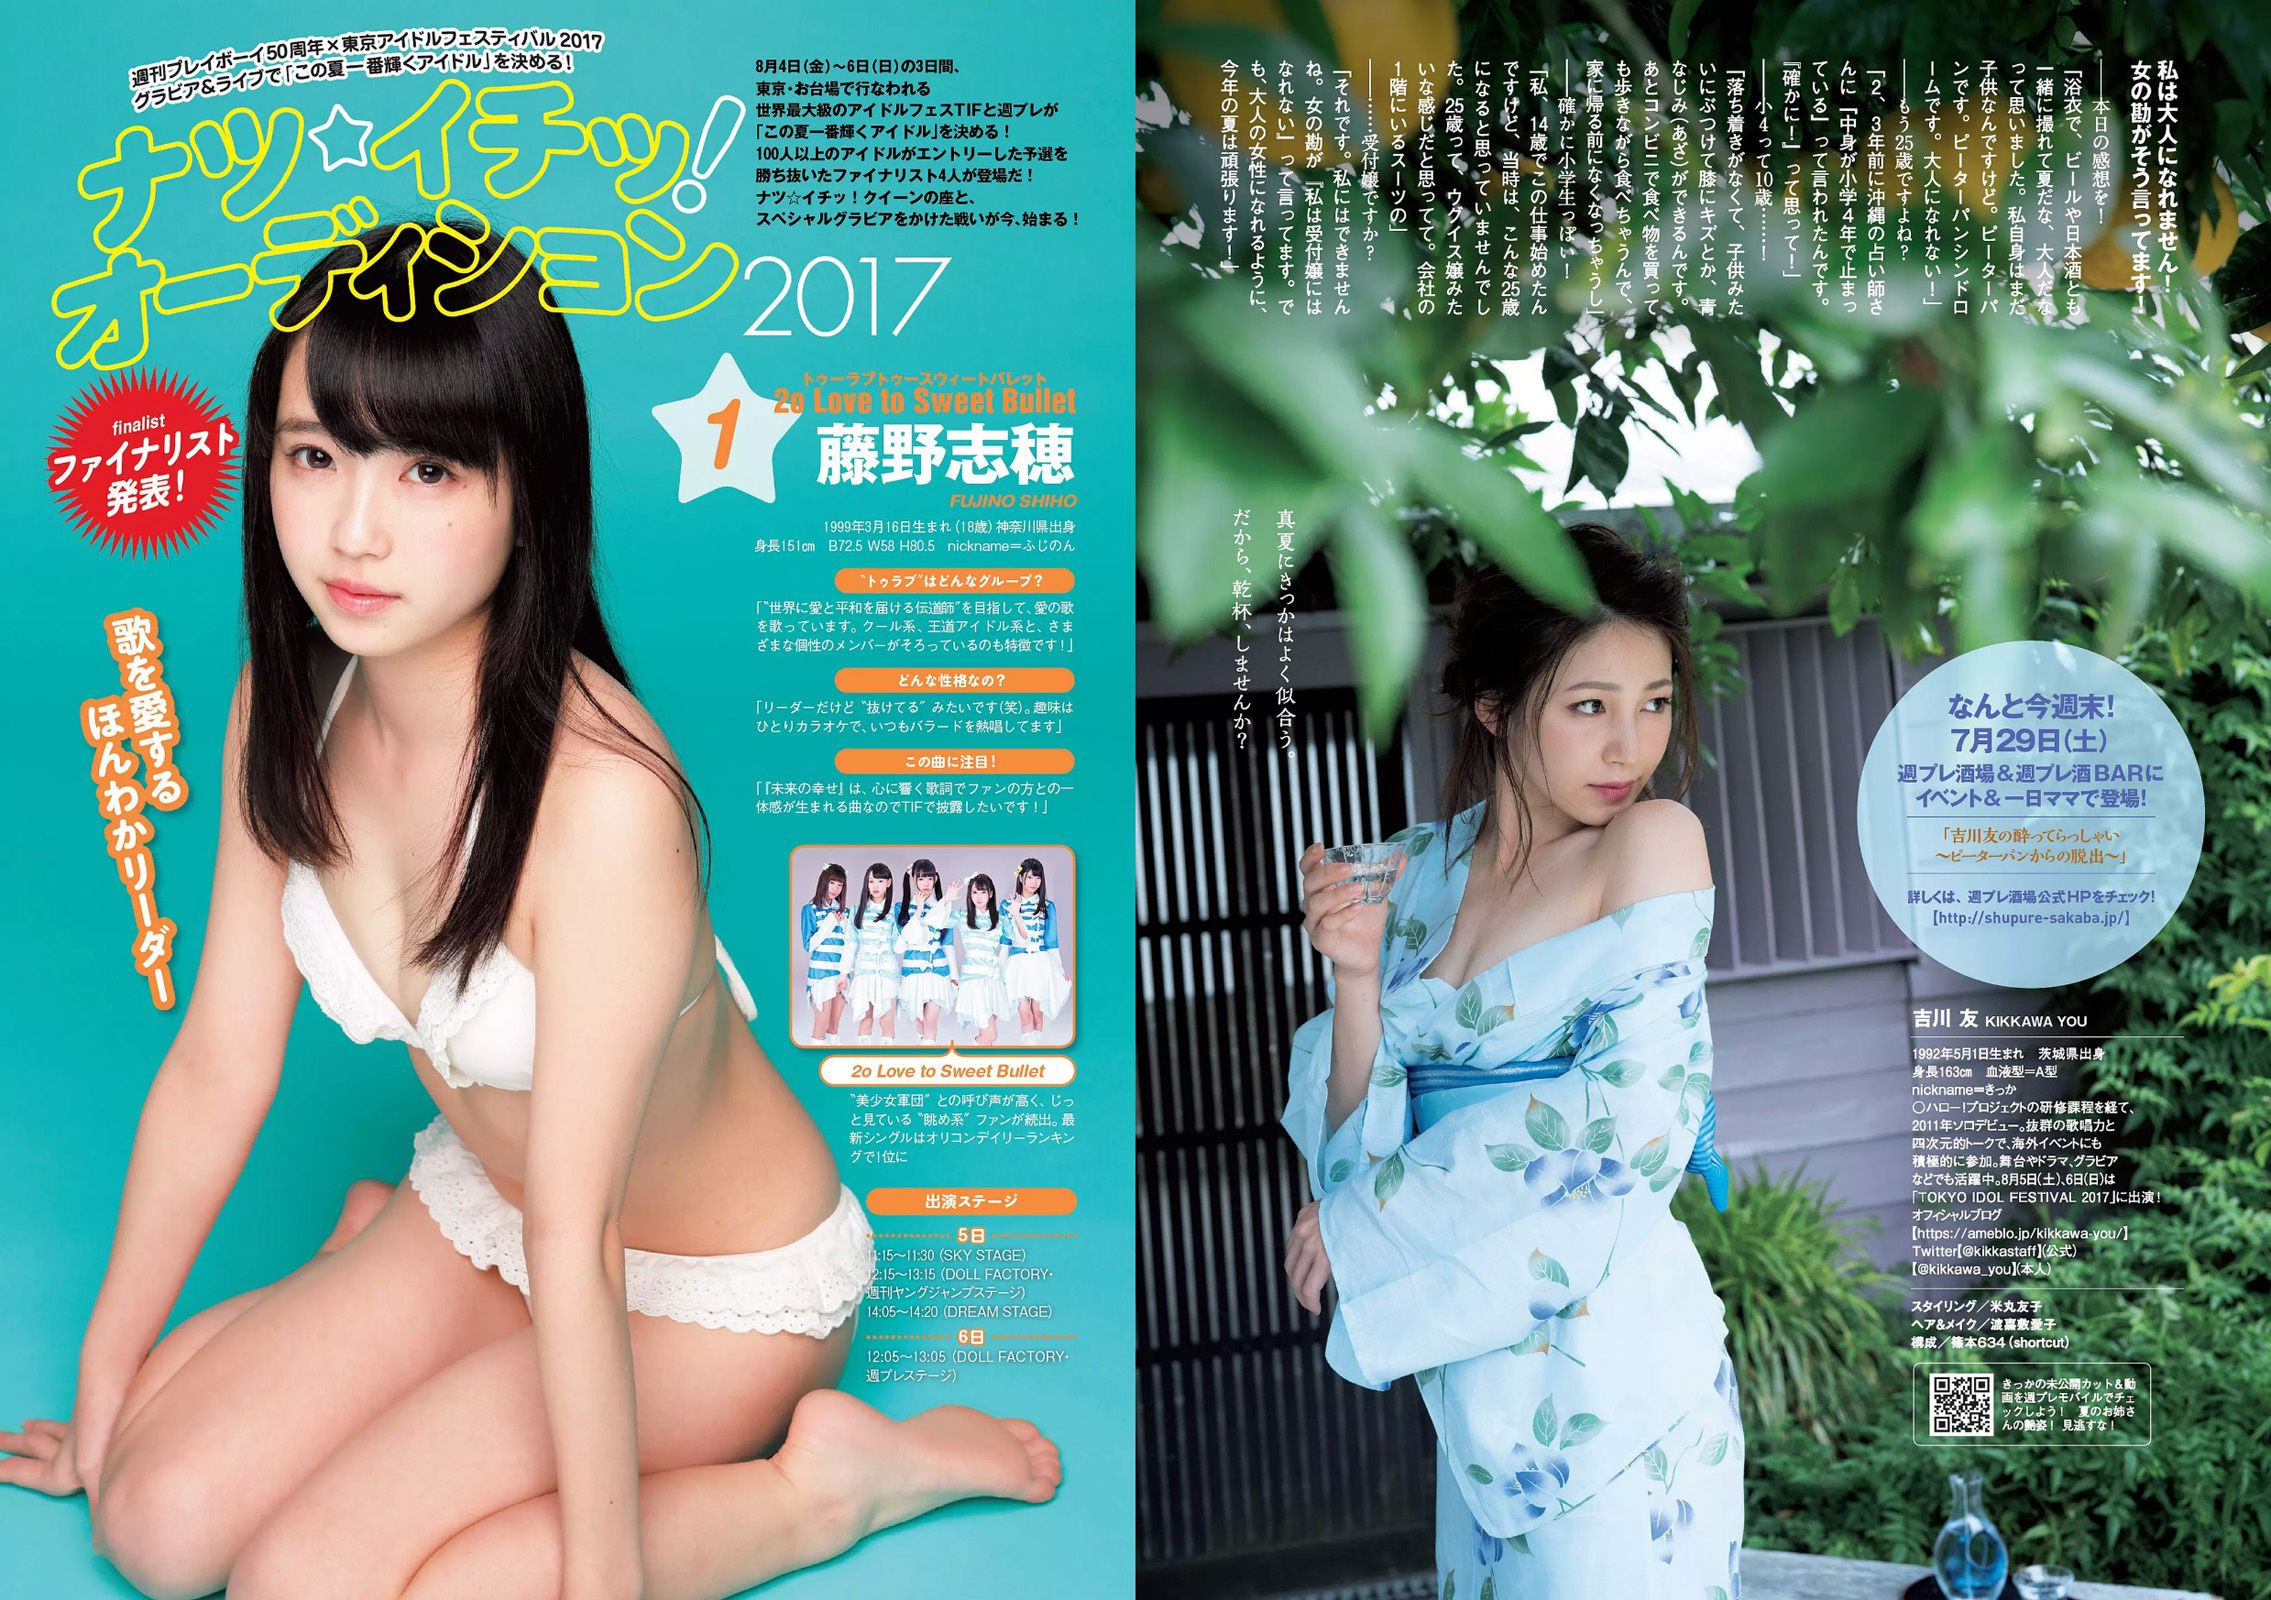 私は大人になれません!
女の勘がそう言ってます!
――本日の感想を!
「浴衣で、ビールや日本酒とも
一緒に撮れて夏だな、大人だな
って思いました。私自身はまだ
子供なんですけど。ピーターパ
ンです。ピーターパンシンドロ
ームです。大人になれない!」
――もう25歳ですよね?
「2、3年前に沖縄の占い師さ
んに「中身が小学4年で止まっ
ている」って言われたんです。
『確かに!』って思って!」
――小4って10歳……!
「落ち着きがなくて、子供みた
いにぶつけて膝にキズとか、青
なじみ(あざ)ができるんです。
あとコンビニで食べ物を買って
も歩きながら食べちゃうんで、
家に帰る前になくなっちゃうし」
――確かに小学生っぽい!
「私、14歳でこの仕事始めたん
ですけど、当時は、こんな25歳
になると思っていませんでし
た。25歳って、ウグイス嬢みた
いな感じだと思ってて。会社の
1階にいるスーツの」
――……受付嬢ですか?
「それです。私にはできません
ね。女の勘が『私は受付嬢には
なれない』って言ってます。で
も、大人の女性になれるように、
今年の夏は頑張ります!」
真夏にきっかはよく似合う。
だから、乾杯、しませんか?
なんと今週末!
7月29日(土)
週プレ酒場&週プレ酒BARに
イベント&一日ママで登場!
「吉川友の酔ってらっしゃい
～ピーターパンからの脱出～」
詳しくは、週プレ酒場公式HPをチェック!
【http://shupure-sakaba.jp/】
吉川 友 KIKKAWA YOU
1992年5月1日生まれ 茨城県出身
身長163cm 血液型=A型
nickname=きっか
○ハロー!プロジェクトの研修課程を経て、
2011年ソロデビュー。抜群の歌唱力と
四次元的トークで、海外イベントにも
積極的に参加。舞台やドラマ、グラビア
などでも活躍中。8月5日(土)、6日(日)は
「TOKYO IDOL FESTIVAL 2017」に出演!
オフィシャルブログ
【https://ameblo.jp/kikkawa-you/】
Twitter【@kikkastaff】(公式)
【@kikkawa_you】(本人)
スタイリング/米丸友子
ヘア&メイク/渡嘉敷愛子
構成/篠本634(shortcut)
きっかの未公開カット&動
画を週プレモバイルでチェ
ックしよう! 夏のお姉さ
んの艶姿! 見逃すな!
週刊プレイボーイ50周年×東京アイドルフェスティバル2017
グラビア&ライブで「この夏一番輝くアイドル」を決める!
ナツ☆イチッ!
オーディション
2017
8月4日(金)～6日(日)の3日間、
東京・お台場で行なわれる
世界最大級のアイドルフェスTIFと週プレが
「この夏一番輝くアイドル」を決める!
100人以上のアイドルがエントリーした予選を
勝ち抜いたファイナリスト4人が登場だ!
ナツ☆イチッ!クイーンの座と、
スペシャルグラビアをかけた戦いが今、始まる!
finalist
ファイナリスト
発表!
歌を愛する
ほんわかリーダー
1
トゥーラブトゥースウィートバレット
2o Love to Sweet Bullet
藤野志穂
FUJINO SHIHO
1999年3月16日生まれ(18歳)神奈川県出身
身長151cm B72.5 W58 H80.5 nickname=ふじのん
“トゥラブ”はどんなグループ?
「“世界に愛と平和を届ける伝道師”を目指して、愛の歌
を歌っています。クール系、王道アイドル系と、さま
ざまな個性のメンバーがそろっているのも特徴です!」
どんな性格なの?
「リーダーだけど“抜けてる”みたいです(笑)。趣味は
ひとりカラオケで、いつもバラードを熱唱してます」
この曲に注目!
「『未来の幸せ』は、心に響く歌詞でファンの方との一
体感が生まれる曲なのでTIFで披露したいです!」
2o Love to Sweet Bullet
“美少女軍団”との呼び声が高く、じっ
と見ている“眺め系”ファンが続出。最
新シングルはオリコンデイリーランキン
グで1位に
出演ステージ
5日
11:15～11:30(SKY STAGE)
12:15～13:15(DOLL FACTORY・
週刊ヤングジャンプステージ)
14:05～14:20(DREAM STAGE)
6日
12:05～13:05(DOLL FACTORY・
週プレステージ)